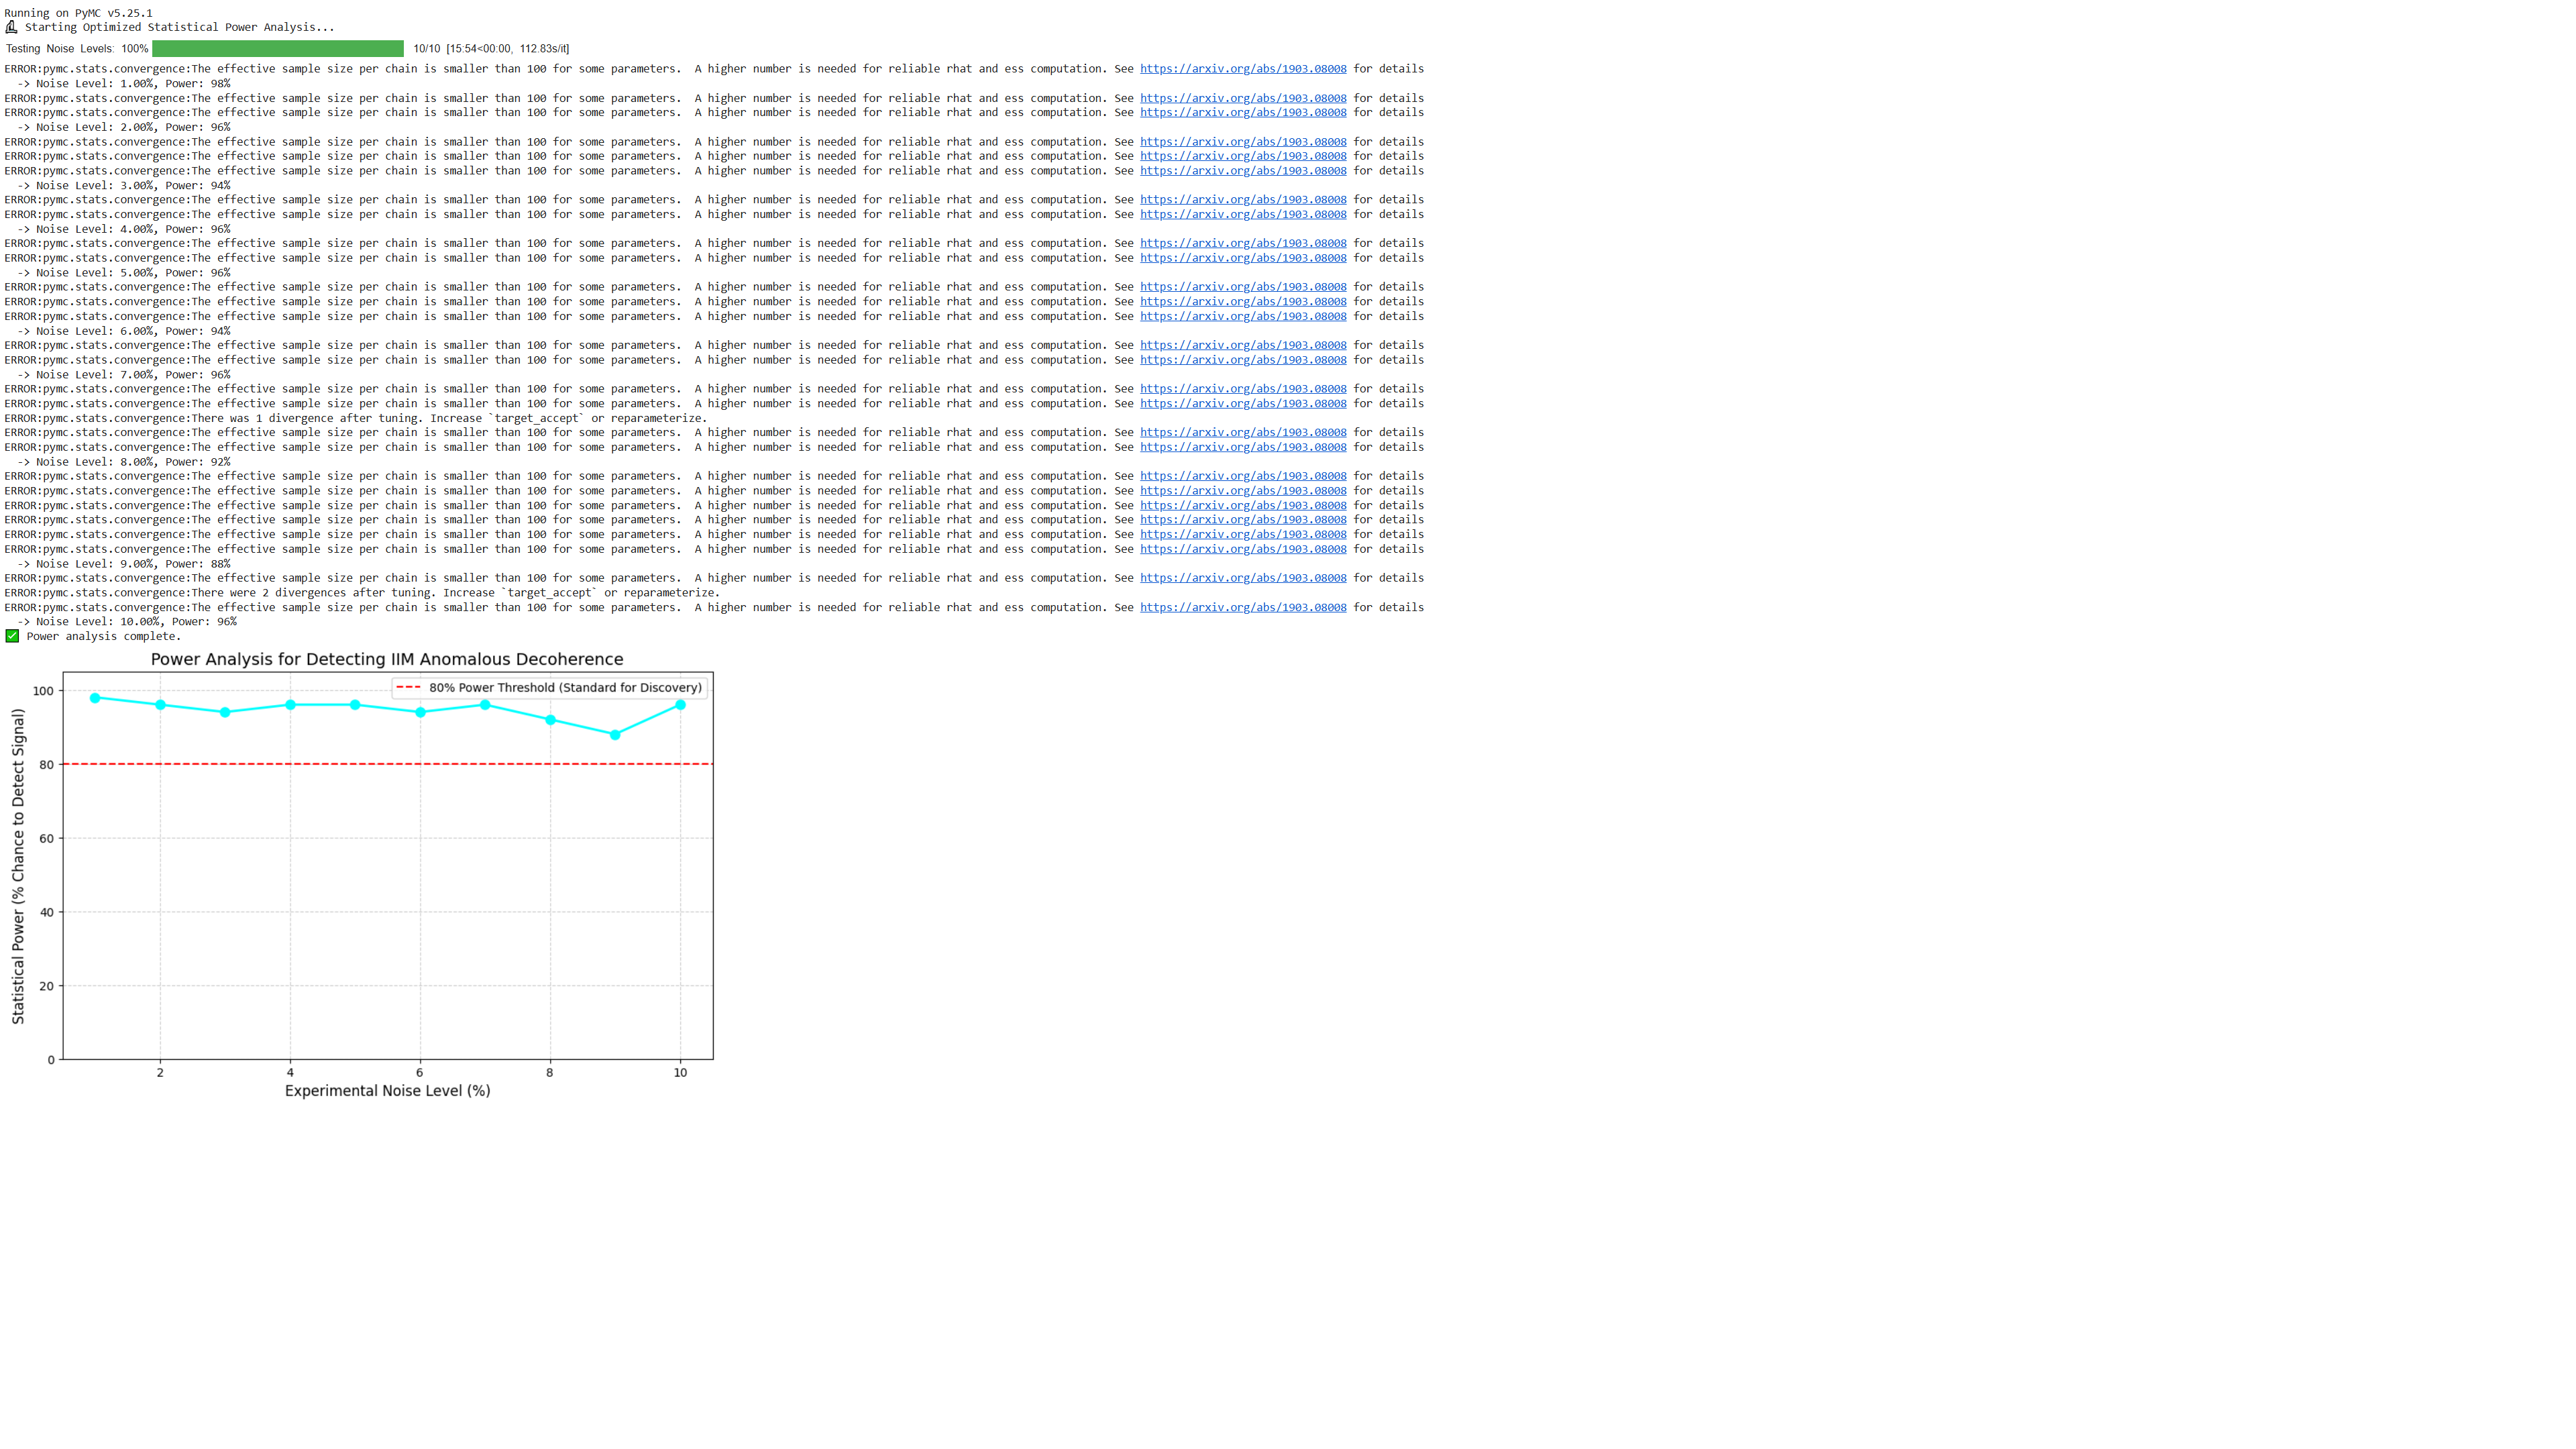 Running on PyMC v5.25.1
🔬 Starting Optimized Statistical Power Analysis...
Testing Noise Levels: 100% 10/10 [15:54<00:00, 112.83s/it]
ERROR:pymc.stats.convergence:The effective sample size per chain is smaller than 100 for some parameters.  A higher number is needed for reliable rhat and ess computation. See https://arxiv.org/abs/1903.08008 for details
  -> Noise Level: 1.00%, Power: 98%
ERROR:pymc.stats.convergence:The effective sample size per chain is smaller than 100 for some parameters.  A higher number is needed for reliable rhat and ess computation. See https://arxiv.org/abs/1903.08008 for details
ERROR:pymc.stats.convergence:The effective sample size per chain is smaller than 100 for some parameters.  A higher number is needed for reliable rhat and ess computation. See https://arxiv.org/abs/1903.08008 for details
  -> Noise Level: 2.00%, Power: 96%
ERROR:pymc.stats.convergence:The effective sample size per chain is smaller than 100 for some parameters.  A higher number is needed for reliable rhat and ess computation. See https://arxiv.org/abs/1903.08008 for details
ERROR:pymc.stats.convergence:The effective sample size per chain is smaller than 100 for some parameters.  A higher number is needed for reliable rhat and ess computation. See https://arxiv.org/abs/1903.08008 for details
ERROR:pymc.stats.convergence:The effective sample size per chain is smaller than 100 for some parameters.  A higher number is needed for reliable rhat and ess computation. See https://arxiv.org/abs/1903.08008 for details
  -> Noise Level: 3.00%, Power: 94%
ERROR:pymc.stats.convergence:The effective sample size per chain is smaller than 100 for some parameters.  A higher number is needed for reliable rhat and ess computation. See https://arxiv.org/abs/1903.08008 for details
ERROR:pymc.stats.convergence:The effective sample size per chain is smaller than 100 for some parameters.  A higher number is needed for reliable rhat and ess computation. See https://arxiv.org/abs/1903.08008 for details
  -> Noise Level: 4.00%, Power: 96%
ERROR:pymc.stats.convergence:The effective sample size per chain is smaller than 100 for some parameters.  A higher number is needed for reliable rhat and ess computation. See https://arxiv.org/abs/1903.08008 for details
ERROR:pymc.stats.convergence:The effective sample size per chain is smaller than 100 for some parameters.  A higher number is needed for reliable rhat and ess computation. See https://arxiv.org/abs/1903.08008 for details
  -> Noise Level: 5.00%, Power: 96%
ERROR:pymc.stats.convergence:The effective sample size per chain is smaller than 100 for some parameters.  A higher number is needed for reliable rhat and ess computation. See https://arxiv.org/abs/1903.08008 for details
ERROR:pymc.stats.convergence:The effective sample size per chain is smaller than 100 for some parameters.  A higher number is needed for reliable rhat and ess computation. See https://arxiv.org/abs/1903.08008 for details
ERROR:pymc.stats.convergence:The effective sample size per chain is smaller than 100 for some parameters.  A higher number is needed for reliable rhat and ess computation. See https://arxiv.org/abs/1903.08008 for details
  -> Noise Level: 6.00%, Power: 94%
ERROR:pymc.stats.convergence:The effective sample size per chain is smaller than 100 for some parameters.  A higher number is needed for reliable rhat and ess computation. See https://arxiv.org/abs/1903.08008 for details
ERROR:pymc.stats.convergence:The effective sample size per chain is smaller than 100 for some parameters.  A higher number is needed for reliable rhat and ess computation. See https://arxiv.org/abs/1903.08008 for details
  -> Noise Level: 7.00%, Power: 96%
ERROR:pymc.stats.convergence:The effective sample size per chain is smaller than 100 for some parameters.  A higher number is needed for reliable rhat and ess computation. See https://arxiv.org/abs/1903.08008 for details
ERROR:pymc.stats.convergence:The effective sample size per chain is smaller than 100 for some parameters.  A higher number is needed for reliable rhat and ess computation. See https://arxiv.org/abs/1903.08008 for details
ERROR:pymc.stats.convergence:There was 1 divergence after tuning. Increase `target_accept` or reparameterize.
ERROR:pymc.stats.convergence:The effective sample size per chain is smaller than 100 for some parameters.  A higher number is needed for reliable rhat and ess computation. See https://arxiv.org/abs/1903.08008 for details
ERROR:pymc.stats.convergence:The effective sample size per chain is smaller than 100 for some parameters.  A higher number is needed for reliable rhat and ess computation. See https://arxiv.org/abs/1903.08008 for details
  -> Noise Level: 8.00%, Power: 92%
ERROR:pymc.stats.convergence:The effective sample size per chain is smaller than 100 for some parameters.  A higher number is needed for reliable rhat and ess computation. See https://arxiv.org/abs/1903.08008 for details
ERROR:pymc.stats.convergence:The effective sample size per chain is smaller than 100 for some parameters.  A higher number is needed for reliable rhat and ess computation. See https://arxiv.org/abs/1903.08008 for details
ERROR:pymc.stats.convergence:The effective sample size per chain is smaller than 100 for some parameters.  A higher number is needed for reliable rhat and ess computation. See https://arxiv.org/abs/1903.08008 for details
ERROR:pymc.stats.convergence:The effective sample size per chain is smaller than 100 for some parameters.  A higher number is needed for reliable rhat and ess computation. See https://arxiv.org/abs/1903.08008 for details
ERROR:pymc.stats.convergence:The effective sample size per chain is smaller than 100 for some parameters.  A higher number is needed for reliable rhat and ess computation. See https://arxiv.org/abs/1903.08008 for details
ERROR:pymc.stats.convergence:The effective sample size per chain is smaller than 100 for some parameters.  A higher number is needed for reliable rhat and ess computation. See https://arxiv.org/abs/1903.08008 for details
  -> Noise Level: 9.00%, Power: 88%
ERROR:pymc.stats.convergence:The effective sample size per chain is smaller than 100 for some parameters.  A higher number is needed for reliable rhat and ess computation. See https://arxiv.org/abs/1903.08008 for details
ERROR:pymc.stats.convergence:There were 2 divergences after tuning. Increase `target_accept` or reparameterize.
ERROR:pymc.stats.convergence:The effective sample size per chain is smaller than 100 for some parameters.  A higher number is needed for reliable rhat and ess computation. See https://arxiv.org/abs/1903.08008 for details
  -> Noise Level: 10.00%, Power: 96%
✅ Power analysis complete.
Power Analysis for Detecting IIM Anomalous Decoherence
80% Power Threshold (Standard for Discovery)
Statistical Power (% Chance to Detect Signal)
100
80
60
40
20
0
2 4 6 8 10
Experimental Noise Level (%)